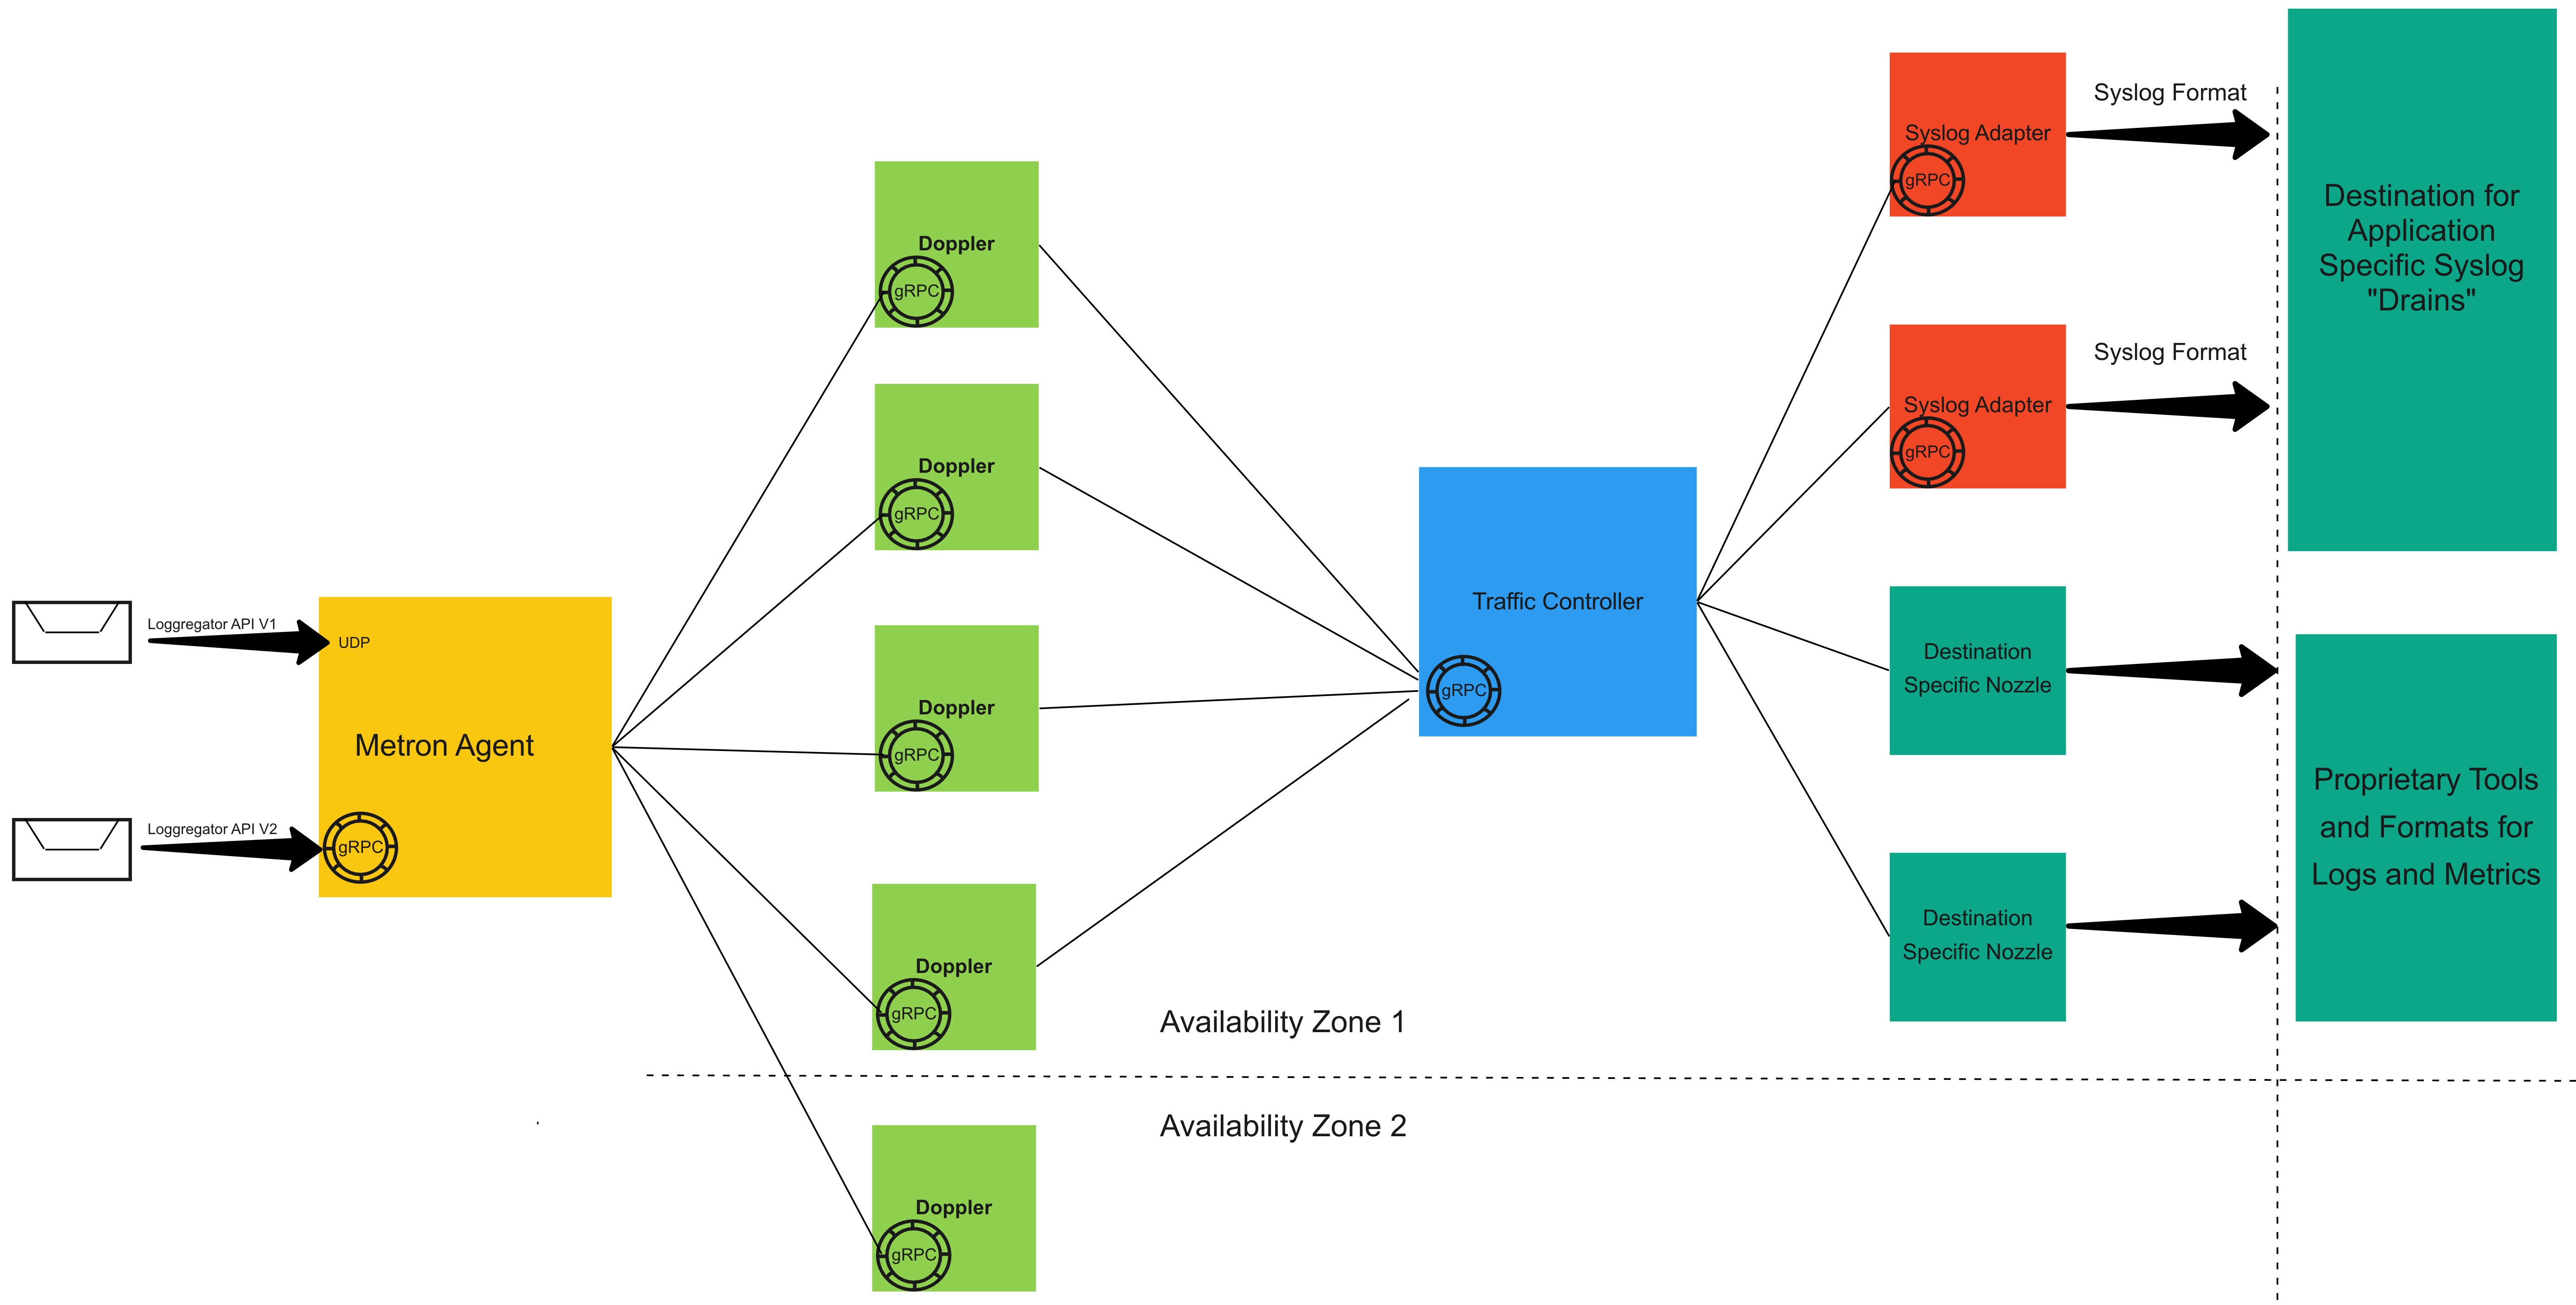 Loggregator API V1
UDP
Metron Agent
Loggregator API V2
gRPC
Doppler
gRPC
Doppler
gRPC
Doppler
gRPC
Doppler
gRPC
Doppler
gRPC
Availability Zone 1
Availability Zone 2
Traffic Controller
gRPC
Syslog Adapter
gRPC
Syslog Format
Syslog Adapter
gRPC
Syslog Format
Destination
Specific Nozzle
Destination
Specific Nozzle
Destination for
Application
Specific Syslog
"Drains"
Proprietary Tools
and Formats for
Logs and Metrics